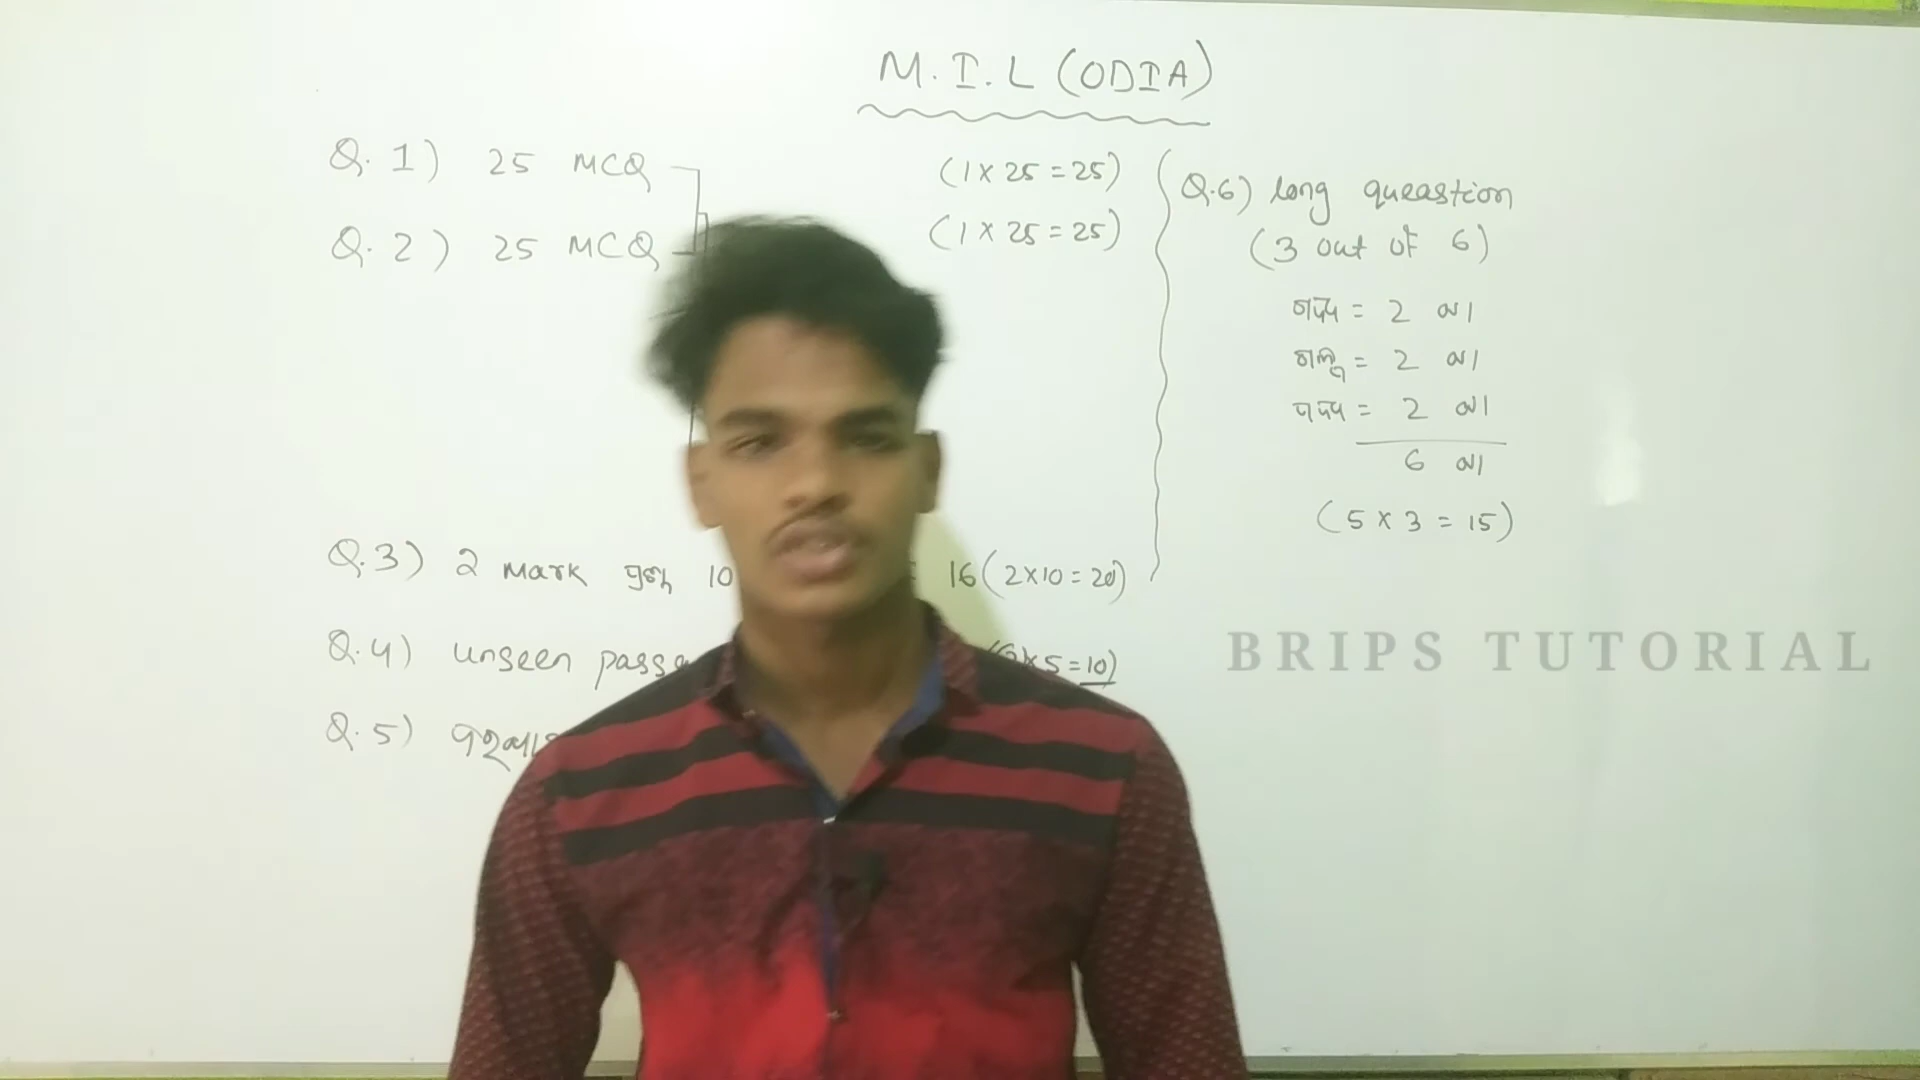 M.I.L (ODIA)
Q.1) 25 MCQ (1 x 25 = 25)
Q.2) 25 MCQ (1 x 25 = 25)
Q.3) 2 mark 10 = 16 (2x10 = 20)
Q.4) unseen x5 = 10)
Q.5)
Q.6) long queastion
(3 out of 6)
ଗଦ୍ୟ = 2 ଟା
ଗଳ୍ପ = 2 ଟା
ପଦ୍ୟ = 2 ଟା
6 ଟା
(5 x 3 = 15)
BRIPS TUTORIAL